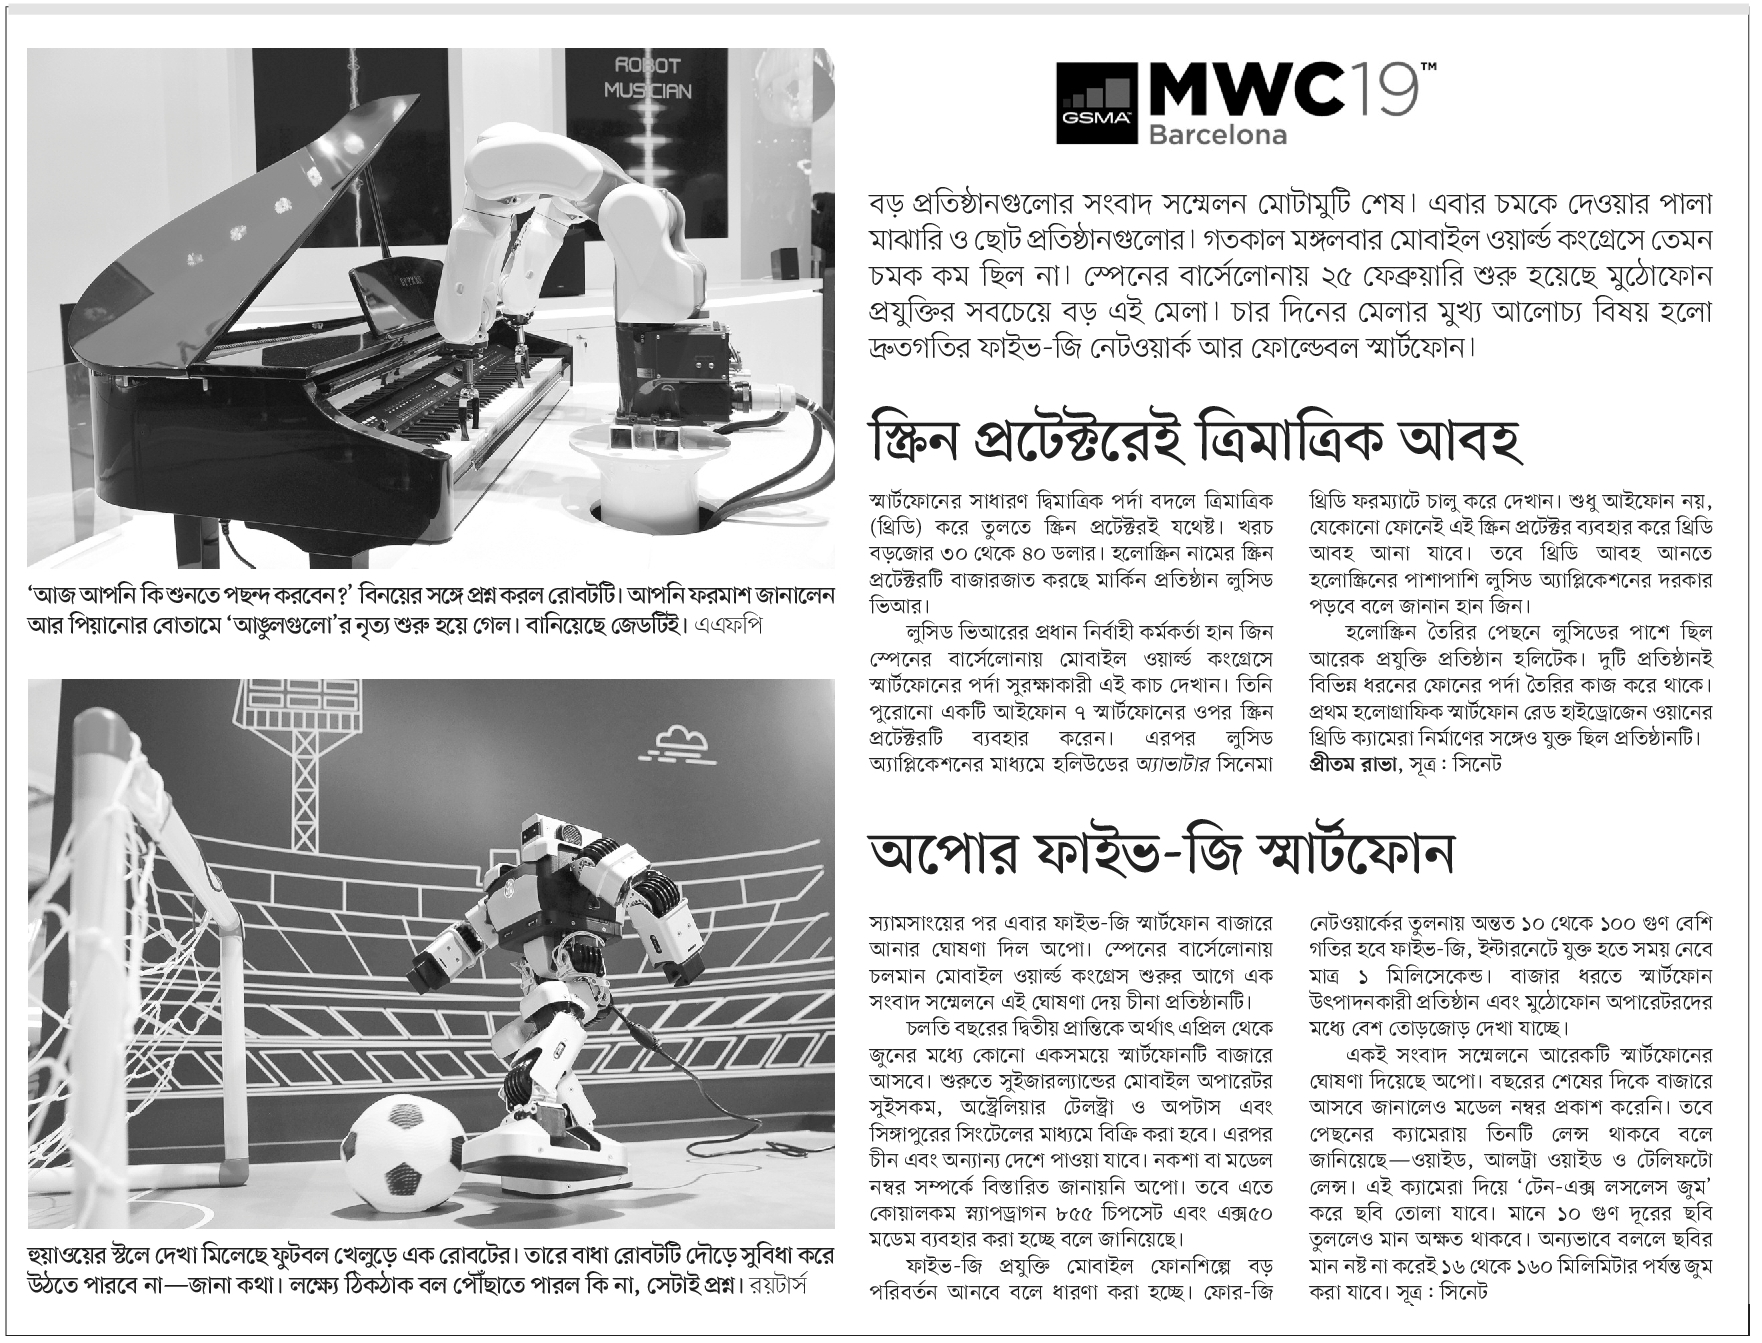 ROBOT
MUSICIAN
‘আজ আপনি কি শুনতে পছন্দ করবেন?’ বিনয়ের সঙ্গে প্রশ্ন করল রোবটটি। আপনি ফরমাশ জানালেন
আর পিয়ানোর বোতামে ‘আঙুলগুলো’র নৃত্য শুরু হয়ে গেল। বানিয়েছে জেডটিই। এএফপি
হুয়াওয়ের স্টলে দেখা মিলেছে ফুটবল খেলুড়ে এক রোবটের। তারে বাধা রোবটটি দৌড়ে সুবিধা করে
উঠতে পারবে না—জানা কথা। লক্ষ্যে ঠিকঠাক বল পৌঁছাতে পারল কি না, সেটাই প্রশ্ন। রয়টার্স
GSMA™ MWC19™
Barcelona
বড় প্রতিষ্ঠানগুলোর সংবাদ সম্মেলন মোটামুটি শেষ। এবার চমকে দেওয়ার পালা
মাঝারি ও ছোট প্রতিষ্ঠানগুলোর। গতকাল মঙ্গলবার মোবাইল ওয়ার্ল্ড কংগ্রেসে তেমন
চমক কম ছিল না। স্পেনের বার্সেলোনায় ২৫ ফেব্রুয়ারি শুরু হয়েছে মুঠোফোন
প্রযুক্তির সবচেয়ে বড় এই মেলা। চার দিনের মেলার মুখ্য আলোচ্য বিষয় হলো
দ্রুতগতির ফাইভ-জি নেটওয়ার্ক আর ফোল্ডেবল স্মার্টফোন।
স্ক্রিন প্রটেক্টরেই ত্রিমাত্রিক আবহ
স্মার্টফোনের সাধারণ দ্বিমাত্রিক পর্দা বদলে ত্রিমাত্রিক
(থ্রিডি) করে তুলতে স্ক্রিন প্রটেক্টরই যথেষ্ট। খরচ
বড়জোর ৩০ থেকে ৪০ ডলার। হলোস্ক্রিন নামের স্ক্রিন
প্রটেক্টরটি বাজারজাত করছে মার্কিন প্রতিষ্ঠান লুসিড
ভিআর।
লুসিড ভিআরের প্রধান নির্বাহী কর্মকর্তা হান জিন
স্পেনের বার্সেলোনায় মোবাইল ওয়ার্ল্ড কংগ্রেসে
স্মার্টফোনের পর্দা সুরক্ষাকারী এই কাচ দেখান। তিনি
পুরোনো একটি আইফোন ৭ স্মার্টফোনের ওপর স্ক্রিন
প্রটেক্টরটি ব্যবহার করেন। এরপর লুসিড
অ্যাপ্লিকেশনের মাধ্যমে হলিউডের অ্যাভাটার সিনেমা
থ্রিডি ফরম্যাটে চালু করে দেখান। শুধু আইফোন নয়,
যেকোনো ফোনেই এই স্ক্রিন প্রটেক্টর ব্যবহার করে থ্রিডি
আবহ আনা যাবে। তবে থ্রিডি আবহ আনতে
হলোস্ক্রিনের পাশাপাশি লুসিড অ্যাপ্লিকেশনের দরকার
পড়বে বলে জানান হান জিন।
হলোস্ক্রিন তৈরির পেছনে লুসিডের পাশে ছিল
আরেক প্রযুক্তি প্রতিষ্ঠান হলিটেক। দুটি প্রতিষ্ঠানই
বিভিন্ন ধরনের ফোনের পর্দা তৈরির কাজ করে থাকে।
প্রথম হলোগ্রাফিক স্মার্টফোন রেড হাইড্রোজেন ওয়ানের
থ্রিডি ক্যামেরা নির্মাণের সঙ্গেও যুক্ত ছিল প্রতিষ্ঠানটি।
প্রীতম রাভা, সূত্র : সিনেট
অপোর ফাইভ-জি স্মার্টফোন
স্যামসাংয়ের পর এবার ফাইভ-জি স্মার্টফোন বাজারে
আনার ঘোষণা দিল অপো। স্পেনের বার্সেলোনায়
চলমান মোবাইল ওয়ার্ল্ড কংগ্রেস শুরুর আগে এক
সংবাদ সম্মেলনে এই ঘোষণা দেয় চীনা প্রতিষ্ঠানটি।
চলতি বছরের দ্বিতীয় প্রান্তিকে অর্থাৎ এপ্রিল থেকে
জুনের মধ্যে কোনো একসময়ে স্মার্টফোনটি বাজারে
আসবে। শুরুতে সুইজারল্যান্ডের মোবাইল অপারেটর
সুইসকম, অস্ট্রেলিয়ার টেলস্ট্রা ও অপটাস এবং
সিঙ্গাপুরের সিংটেলের মাধ্যমে বিক্রি করা হবে। এরপর
চীন এবং অন্যান্য দেশে পাওয়া যাবে। নকশা বা মডেল
নম্বর সম্পর্কে বিস্তারিত জানায়নি অপো। তবে এতে
কোয়ালকম স্ন্যাপড্রাগন ৮৫৫ চিপসেট এবং এক্স৫০
মডেম ব্যবহার করা হচ্ছে বলে জানিয়েছে।
ফাইভ-জি প্রযুক্তি মোবাইল ফোনশিল্পে বড়
পরিবর্তন আনবে বলে ধারণা করা হচ্ছে। ফোর-জি
নেটওয়ার্কের তুলনায় অন্তত ১০ থেকে ১০০ গুণ বেশি
গতির হবে ফাইভ-জি, ইন্টারনেটে যুক্ত হতে সময় নেবে
মাত্র ১ মিলিসেকেন্ড। বাজার ধরতে স্মার্টফোন
উৎপাদনকারী প্রতিষ্ঠান এবং মুঠোফোন অপারেটরদের
মধ্যে বেশ তোড়জোড় দেখা যাচ্ছে।
একই সংবাদ সম্মেলনে আরেকটি স্মার্টফোনের
ঘোষণা দিয়েছে অপো। বছরের শেষের দিকে বাজারে
আসবে জানালেও মডেল নম্বর প্রকাশ করেনি। তবে
পেছনের ক্যামেরায় তিনটি লেন্স থাকবে বলে
জানিয়েছে—ওয়াইড, আলট্রা ওয়াইড ও টেলিফটো
লেন্স। এই ক্যামেরা দিয়ে ‘টেন-এক্স লসলেস জুম’
করে ছবি তোলা যাবে। মানে ১০ গুণ দূরের ছবি
তুললেও মান অক্ষত থাকবে। অন্যভাবে বললে ছবির
মান নষ্ট না করেই ১৬ থেকে ১৬০ মিলিমিটার পর্যন্ত জুম
করা যাবে। সূত্র : সিনেট